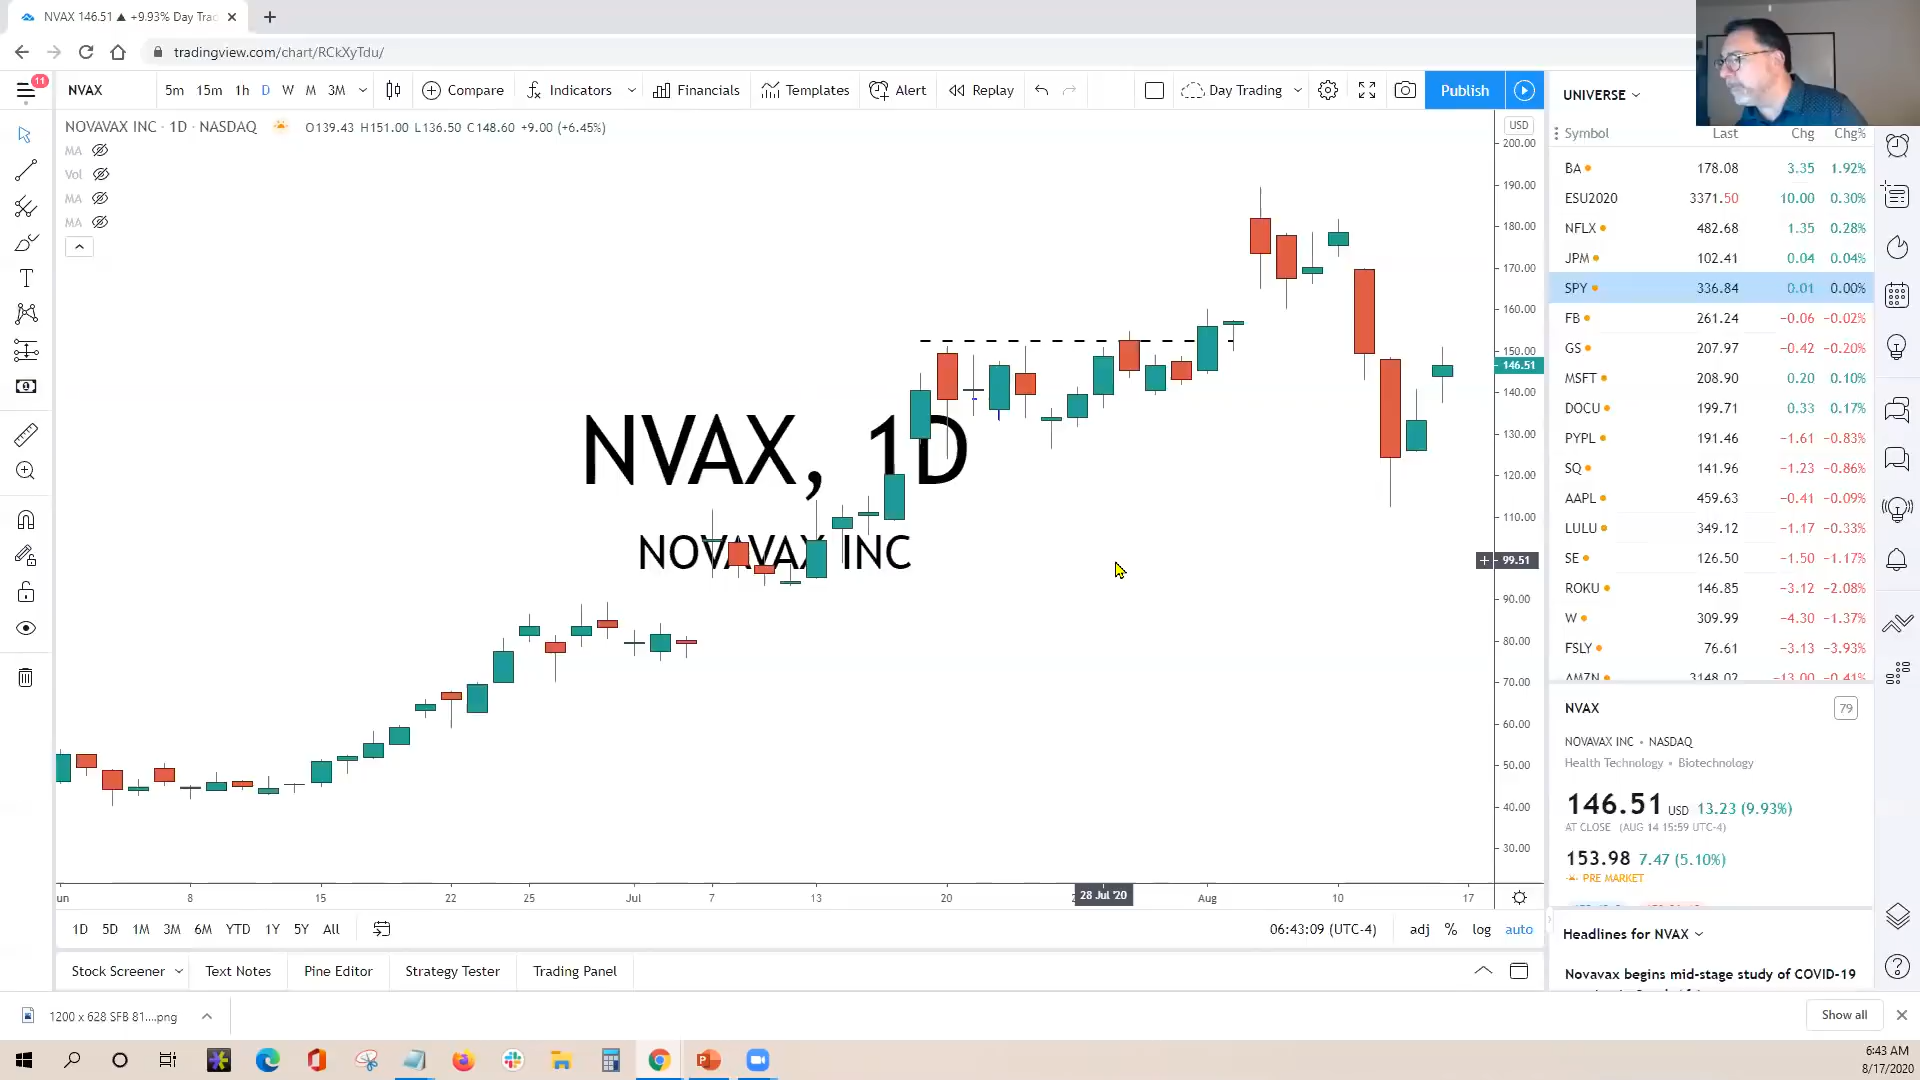 NVAX 146.51 ▲ +9.93% Day Trad
tradingview.com/chart/RCkXyTdu/
11
NVAX 5m 15m 1h D W M 3M Compare Indicators Financials Templates Alert Replay Day Trading Publish
NOVAVAX INC · 1D · NASDAQ O139.43 H151.00 L136.50 C148.60 +9.00 (+6.45%)
MA
Vol
MA
MA
NVAX, 1D
NOVAVAX INC
USD
200.00
190.00
180.00
170.00
160.00
150.00
146.51
140.00
130.00
120.00
110.00
99.51
90.00
80.00
70.00
60.00
50.00
40.00
30.00
un 8 15 22 25 Jul 7 13 20 28 Jul '20 Aug 10 17
1D 5D 1M 3M 6M YTD 1Y 5Y All 06:43:09 (UTC-4) adj % log auto
Stock Screener Text Notes Pine Editor Strategy Tester Trading Panel
UNIVERSE
Symbol Last Chg Chg%
BA 178.08 3.35 1.92%
ESU2020 3371.50 10.00 0.30%
NFLX 482.68 1.35 0.28%
JPM 102.41 0.04 0.04%
SPY 336.84 0.01 0.00%
FB 261.24 −0.06 −0.02%
GS 207.97 −0.42 −0.20%
MSFT 208.90 0.20 0.10%
DOCU 199.71 0.33 0.17%
PYPL 191.46 −1.61 −0.83%
SQ 141.96 −1.23 −0.86%
AAPL 459.63 −0.41 −0.09%
LULU 349.12 −1.17 −0.33%
SE 126.50 −1.50 −1.17%
ROKU 146.85 −3.12 −2.08%
W 309.99 −4.30 −1.37%
FSLY 76.61 −3.13 −3.93%
AMZN 3148.02 −13.00 −0.41%
NVAX 79
NOVAVAX INC • NASDAQ
Health Technology • Biotechnology
146.51 USD 13.23 (9.93%)
AT CLOSE (AUG 14 15:59 UTC-4)
153.98 7.47 (5.10%)
PRE MARKET
Headlines for NVAX
Novavax begins mid-stage study of COVID-19
1200 x 628 SFB 81....png
Show all
6:43 AM
8/17/2020